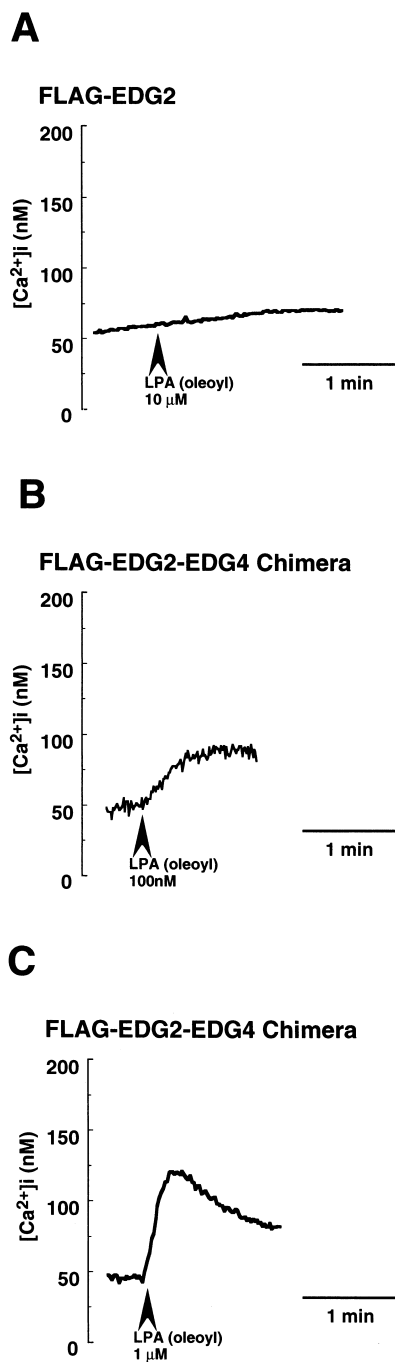 A
FLAG-EDG2
200
150
100
50
0
[Ca2+]i (nM)
LPA (oleoyl)
10 µM
1 min
B
FLAG-EDG2-EDG4 Chimera
200
150
100
50
0
[Ca2+]i (nM)
LPA (oleoyl)
100nM
1 min
C
FLAG-EDG2-EDG4 Chimera
200
150
100
50
0
[Ca2+]i (nM)
LPA (oleoyl)
1 µM
1 min